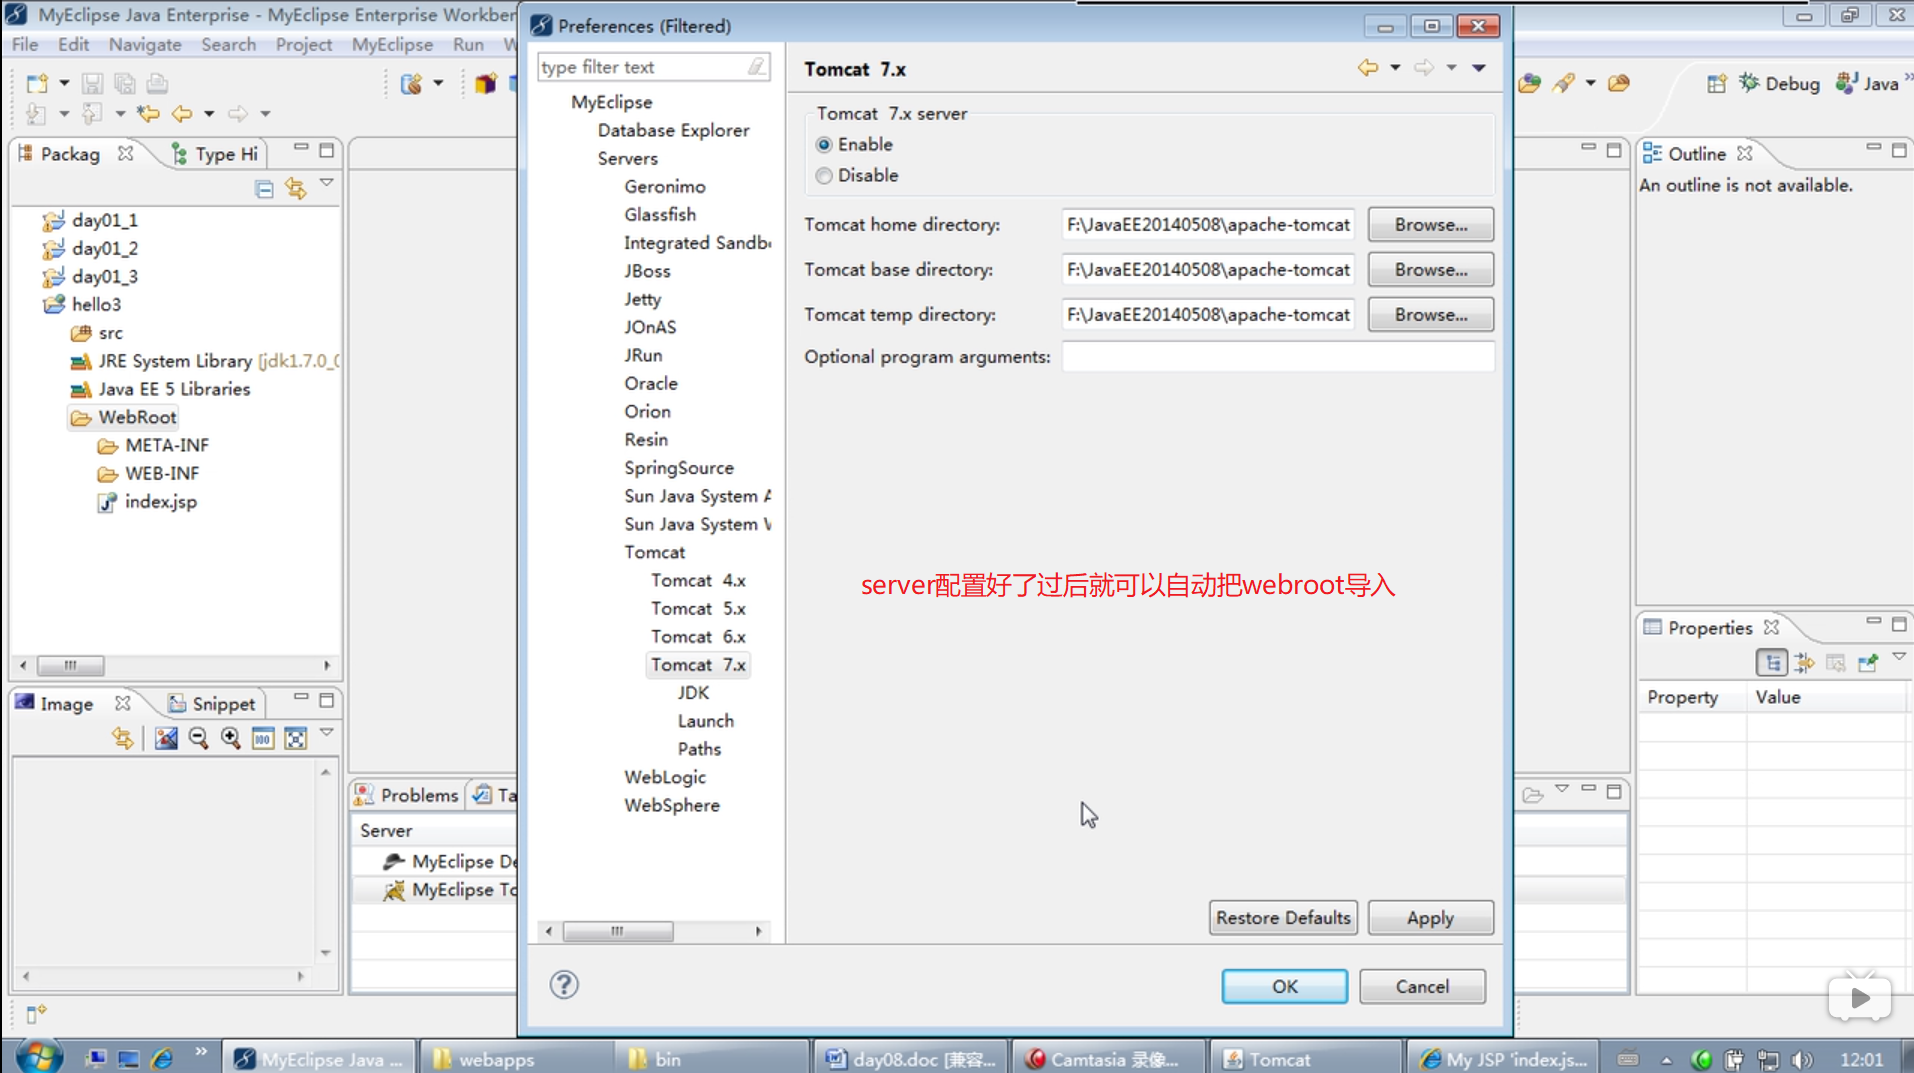 MyEclipse Java Enterprise - MyEclipse Enterprise Workben
File Edit Navigate Search Project MyEclipse Run W
Debug
Java
Packag
Type Hi
day01_1
day01_2
day01_3
hello3
src
JRE System Library [jdk1.7.0_0
Java EE 5 Libraries
WebRoot
META-INF
WEB-INF
index.jsp
Image
Snippet
Problems
Ta
Server
MyEclipse De
MyEclipse To
Preferences (Filtered)
type filter text
MyEclipse
Database Explorer
Servers
Geronimo
Glassfish
Integrated Sandb
JBoss
Jetty
JOnAS
JRun
Oracle
Orion
Resin
SpringSource
Sun Java System A
Sun Java System W
Tomcat
Tomcat 4.x
Tomcat 5.x
Tomcat 6.x
Tomcat 7.x
JDK
Launch
Paths
WebLogic
WebSphere
Tomcat 7.x
Tomcat 7.x server
Enable
Disable
Tomcat home directory: F:\JavaEE20140508\apache-tomcat Browse...
Tomcat base directory: F:\JavaEE20140508\apache-tomcat Browse...
Tomcat temp directory: F:\JavaEE20140508\apache-tomcat Browse...
Optional program arguments:
server配置好了过后就可以自动把webroot导入
Restore Defaults Apply
OK Cancel
Outline
An outline is not available.
Properties
Property Value
MyEclipse Java ...
webapps
bin
day08.doc [兼容...
Camtasia 录像...
Tomcat
My JSP 'index.js...
12:01